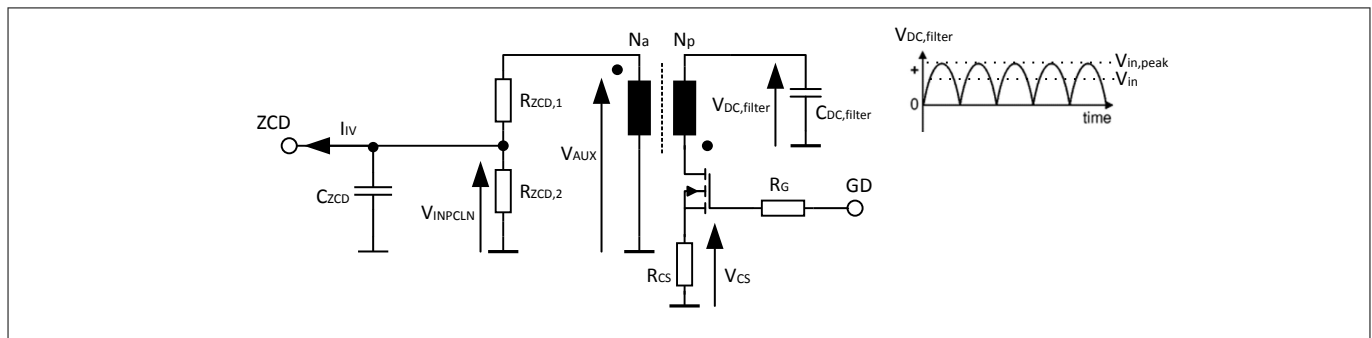 Na Np
VDC,filter
Vin,peak
Vin
+
0
time
RZCD,1
ZCD
IIV
VDC,filter
CDC,filter
VAUX
CZCD
VINPCLN
RZCD,2
RG
GD
RCS
VCS